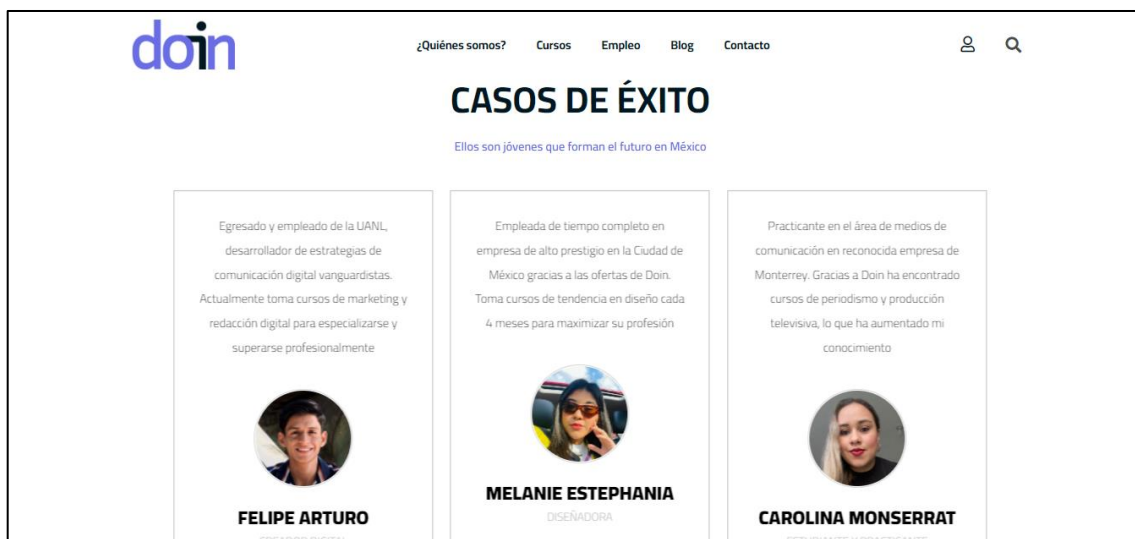 doin
¿Quiénes somos? Cursos Empleo Blog Contacto
CASOS DE ÉXITO
Ellos son jóvenes que forman el futuro en México
Egresado y empleado de la UANL,
desarrollador de estrategias de
comunicación digital vanguardistas.
Actualmente toma cursos de marketing y
redacción digital para especializarse y
superarse profesionalmente
FELIPE ARTURO
Empleada de tiempo completo en
empresa de alto prestigio en la Ciudad de
México gracias a las ofertas de Doin.
Toma cursos de tendencia en diseño cada
4 meses para maximizar su profesión
MELANIE ESTEPHANIA
DISEÑADORA
Practicante en el área de medios de
comunicación en reconocida empresa de
Monterrey. Gracias a Doin ha encontrado
cursos de periodismo y producción
televisiva, lo que ha aumentado mi
conocimiento
CAROLINA MONSERRAT